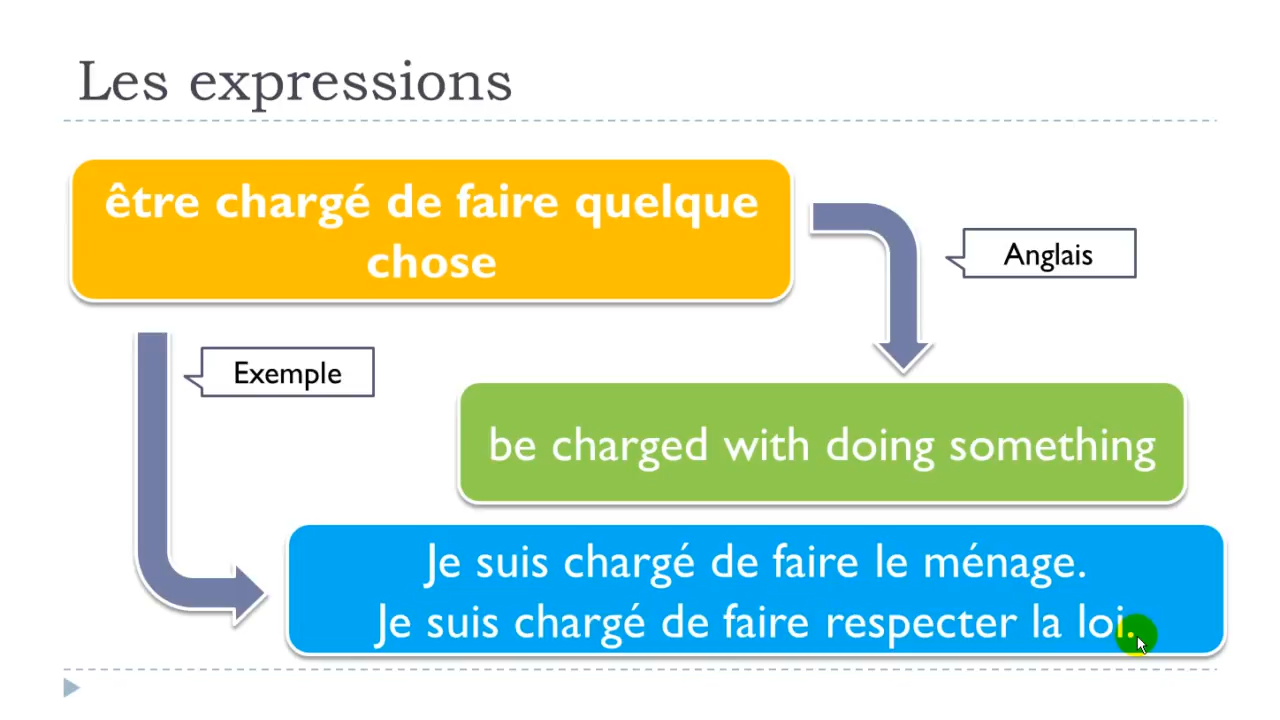 Les expressions
être chargé de faire quelque
chose
Anglais
Exemple
be charged with doing something
Je suis chargé de faire le ménage.
Je suis chargé de faire respecter la loi.